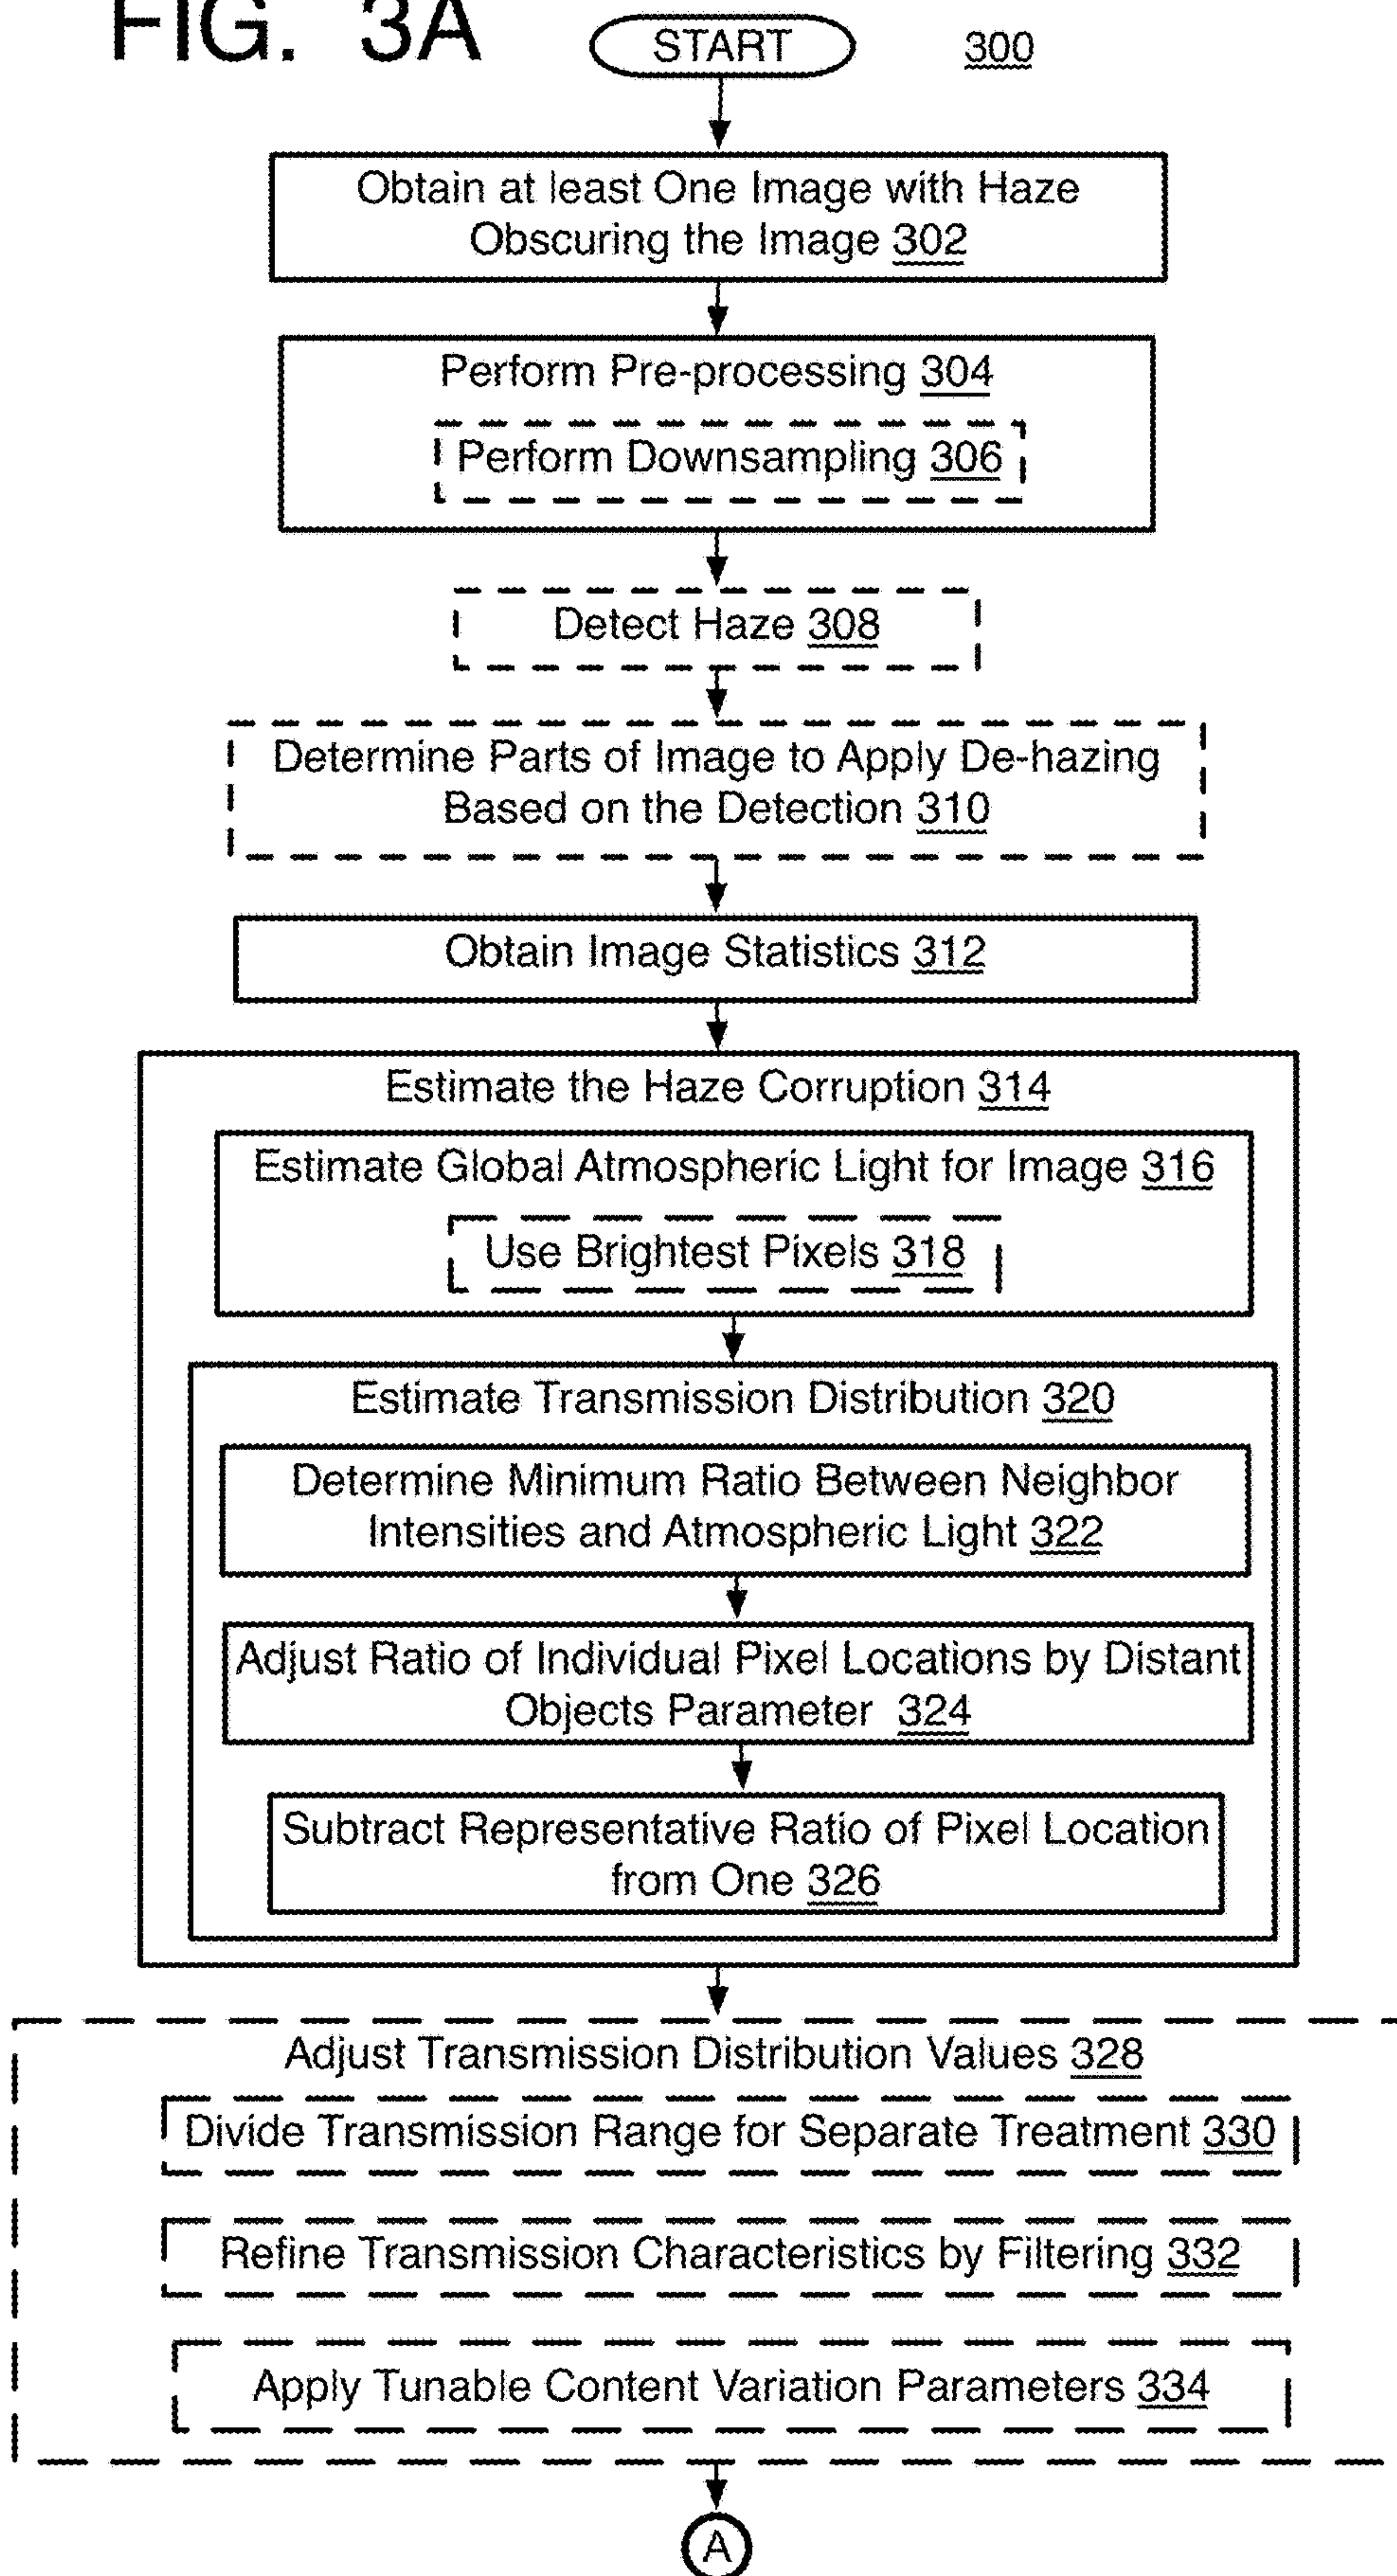 FIG. 3A
START
300
Obtain at least One Image with Haze
Obscuring the Image 302
Perform Pre-processing 304
Perform Downsampling 306
Detect Haze 308
Determine Parts of Image to Apply De-hazing
Based on the Detection 310
Obtain Image Statistics 312
Estimate the Haze Corruption 314
Estimate Global Atmospheric Light for Image 316
Use Brightest Pixels 318
Estimate Transmission Distribution 320
Determine Minimum Ratio Between Neighbor
Intensities and Atmospheric Light 322
Adjust Ratio of Individual Pixel Locations by Distant
Objects Parameter 324
Subtract Representative Ratio of Pixel Location
from One 326
Adjust Transmission Distribution Values 328
Divide Transmission Range for Separate Treatment 330
Refine Transmission Characteristics by Filtering 332
Apply Tunable Content Variation Parameters 334
A